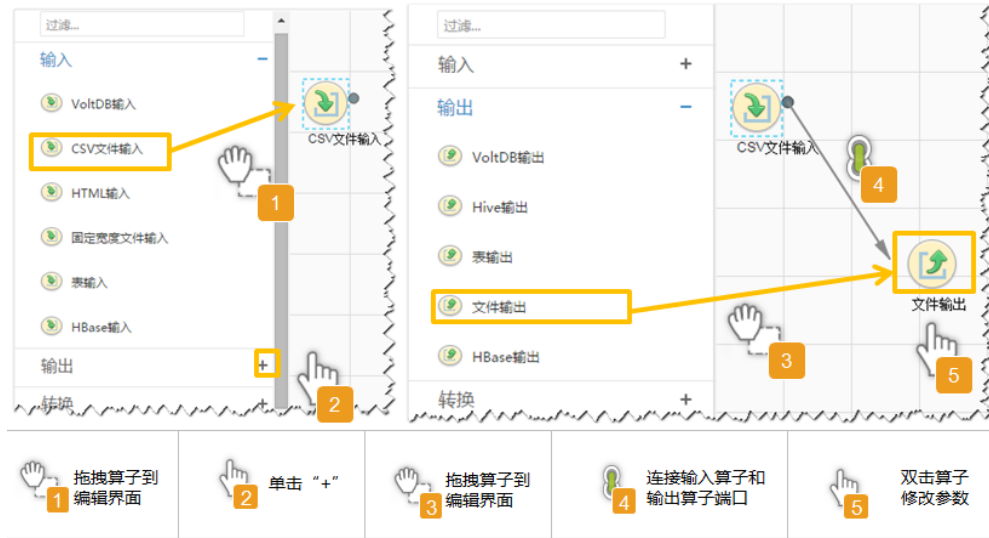 过滤...
输入
VoltDB输入
CSV文件输入
HTML输入
固定宽度文件输入
表输入
HBase输入
输出
转换
CSV文件输入
1
2
过滤...
输入
输出
VoltDB输出
Hive输出
表输出
文件输出
HBase输出
转换
CSV文件输入
4
文件输出
3
5
1
拖拽算子到
编辑界面
2
单击“+”
3
拖拽算子到
编辑界面
4
连接输入算子和
输出算子端口
5
双击算子
修改参数